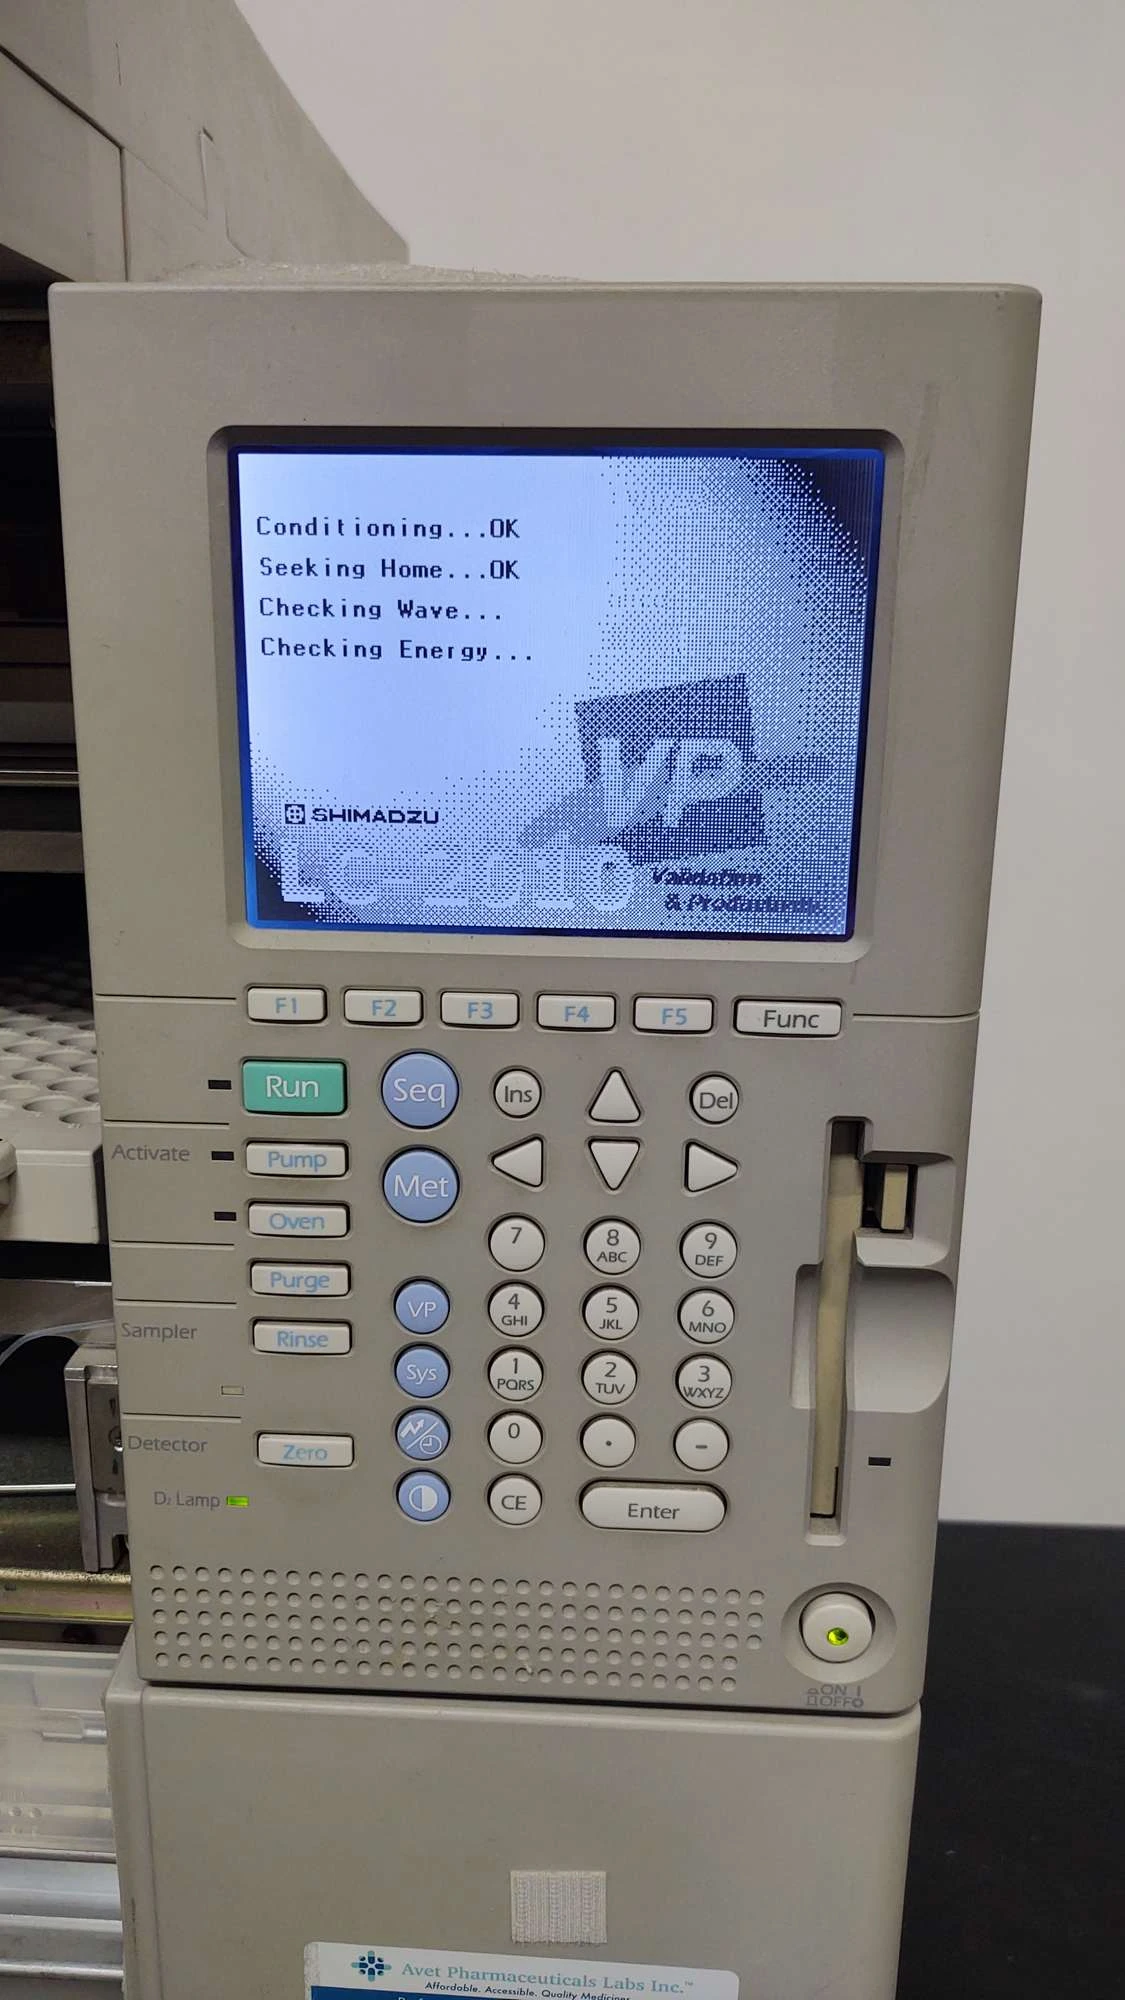 Conditioning...OK
Seeking Home...OK
Checking Wave...
Checking Energy...
VP
SHIMADZU
LC-2010
Validation
& Productivity
F1 F2 F3 F4 F5 Func
Run Seq Ins Del
Activate Pump Met
Oven
7 8 ABC 9 DEF
Purge VP 4 GHI 5 JKL 6 MNO
Sampler Rinse Sys 1 PQRS 2 TUV 3 WXYZ
0 . -
Detector Zero
D2 Lamp CE Enter
ON I
OFF
Avet Pharmaceuticals Labs Inc.™
Affordable. Accessible. Quality Medicines.